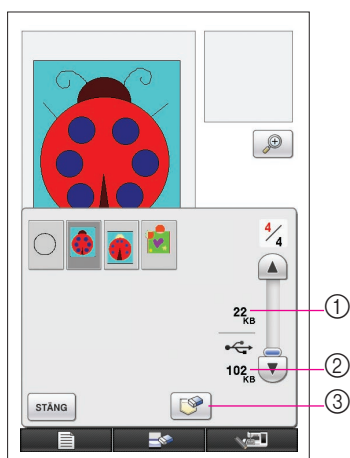 4/4
22 KB
①
102 KB
②
③
STÄNG